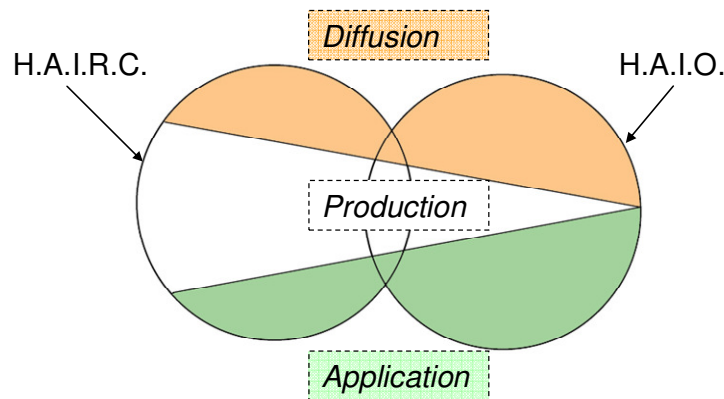 Diffusion
H.A.I.R.C.
H.A.I.O.
Production
Application